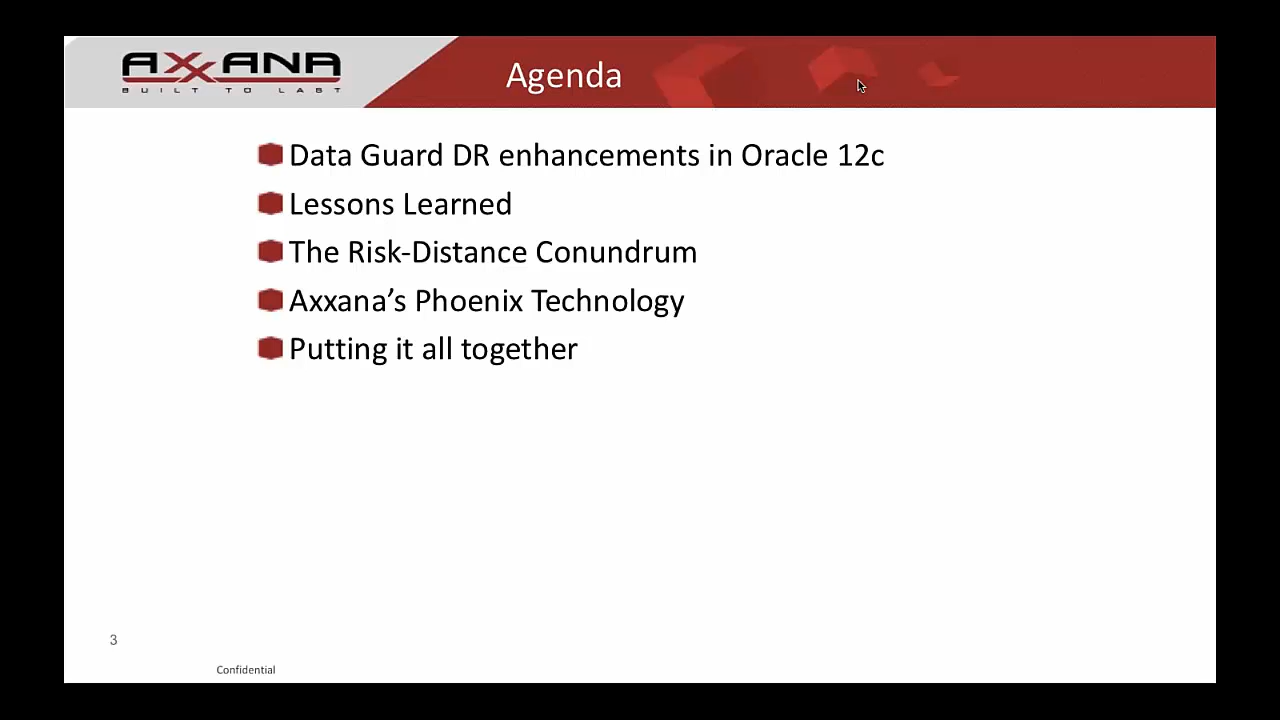 AXXANA
BUILT TO LAST
Agenda
Data Guard DR enhancements in Oracle 12c
Lessons Learned
The Risk-Distance Conundrum
Axxana’s Phoenix Technology
Putting it all together
3
Confidential